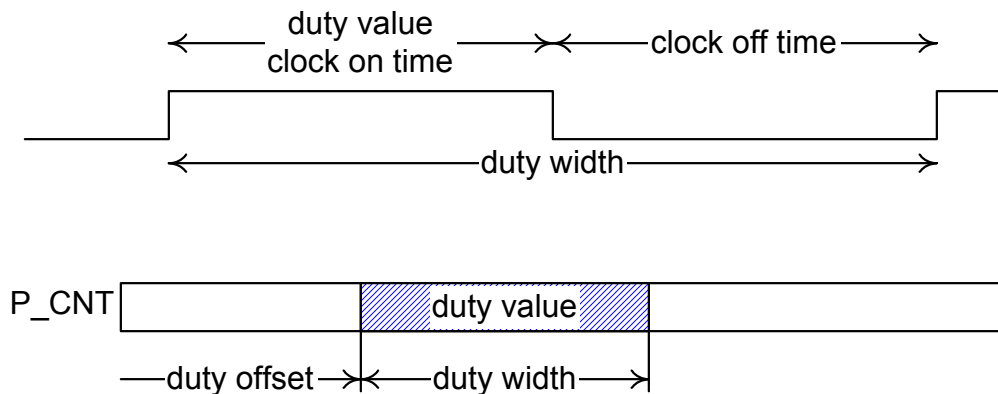 duty value
clock on time
clock off time
duty width
P_CNT
duty value
duty offset
duty width